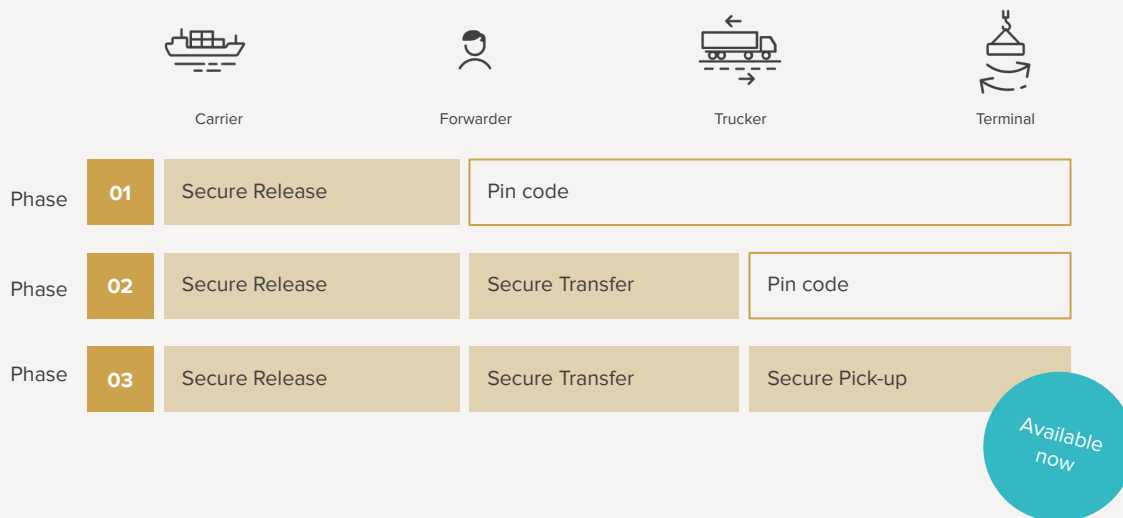 Carrier
Forwarder
Trucker
Terminal
Phase 01 Secure Release Pin code
Phase 02 Secure Release Secure Transfer Pin code
Phase 03 Secure Release Secure Transfer Secure Pick-up
Available
now